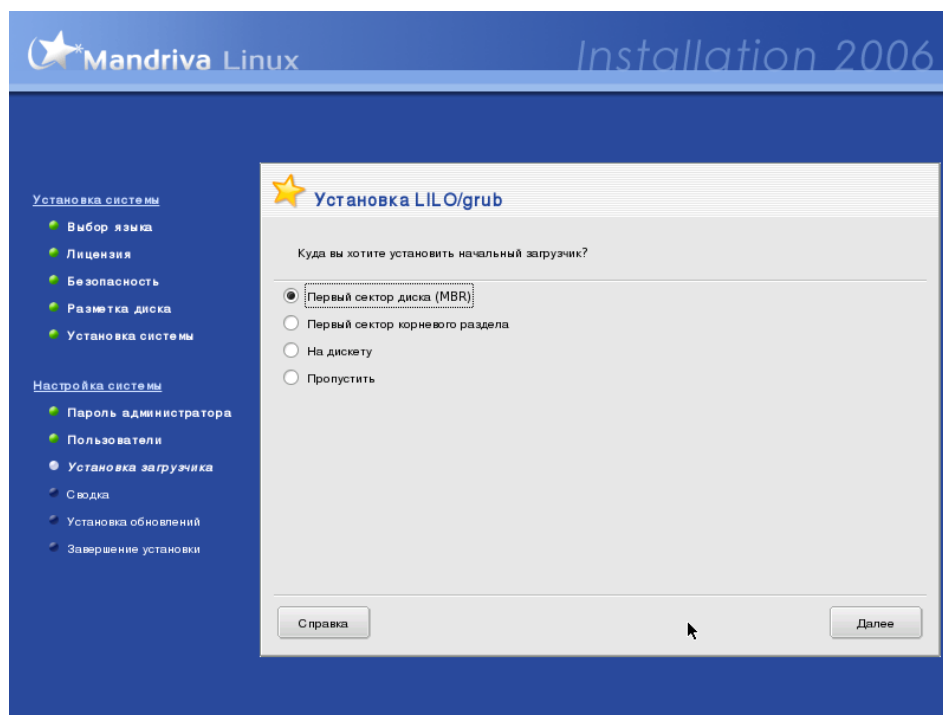 Mandriva Linux
Installation 2006
Установка системы
Выбор языка
Лицензия
Безопасность
Разметка диска
Установка системы
Настройка системы
Пароль администратора
Пользователи
Установка загрузчика
Сводка
Установка обновлений
Завершение установки
Установка LILO/grub
Куда вы хотите установить начальный загрузчик?
Первый сектор диска (MBR)
Первый сектор корневого раздела
На дискету
Пропустить
Справка
Далее